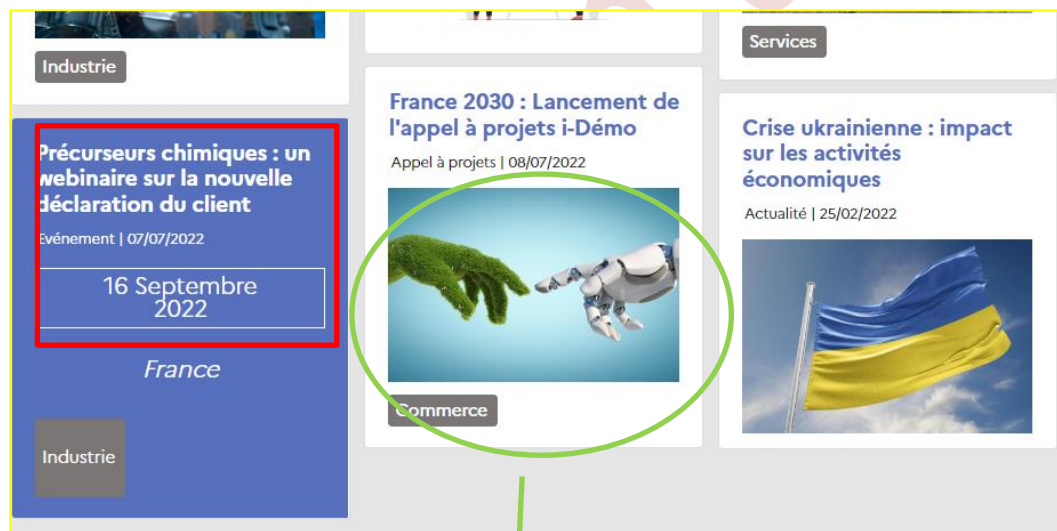 Industrie
Services
Précurseurs chimiques : un
webinaire sur la nouvelle
déclaration du client
Evénement | 07/07/2022
16 Septembre
2022
France
Industrie
France 2030 : Lancement de
l'appel à projets i-Démo
Appel à projets | 08/07/2022
Commerce
Crise ukrainienne : impact
sur les activités
économiques
Actualité | 25/02/2022